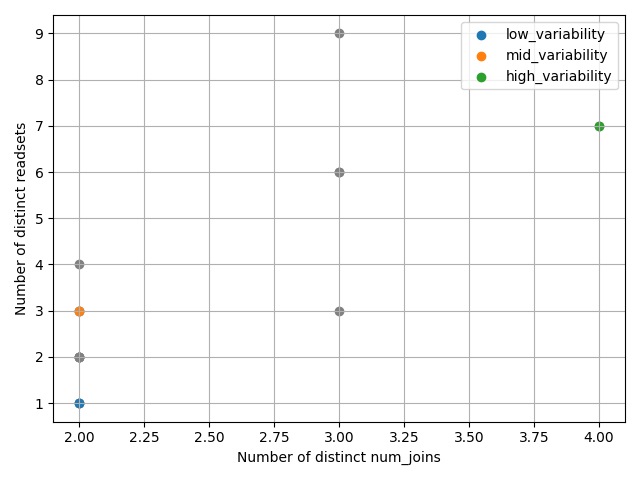 low_variability
mid_variability
high_variability
9
8
7
6
5
4
3
2
1
Number of distinct readsets
2.00 2.25 2.50 2.75 3.00 3.25 3.50 3.75 4.00
Number of distinct num_joins